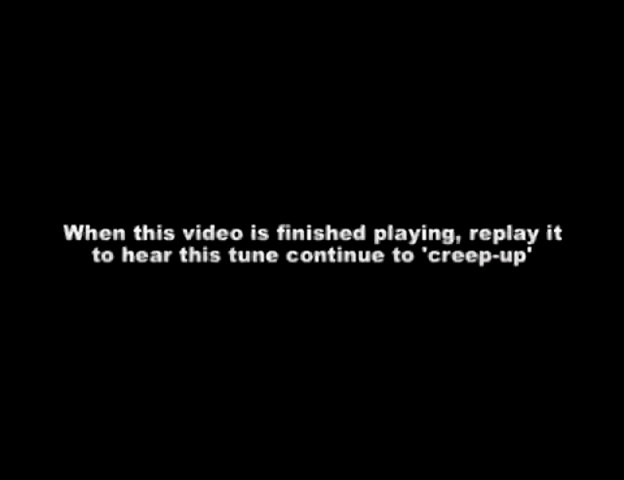 When this video is finished playing, replay it
to hear this tune continue to 'creep-up'